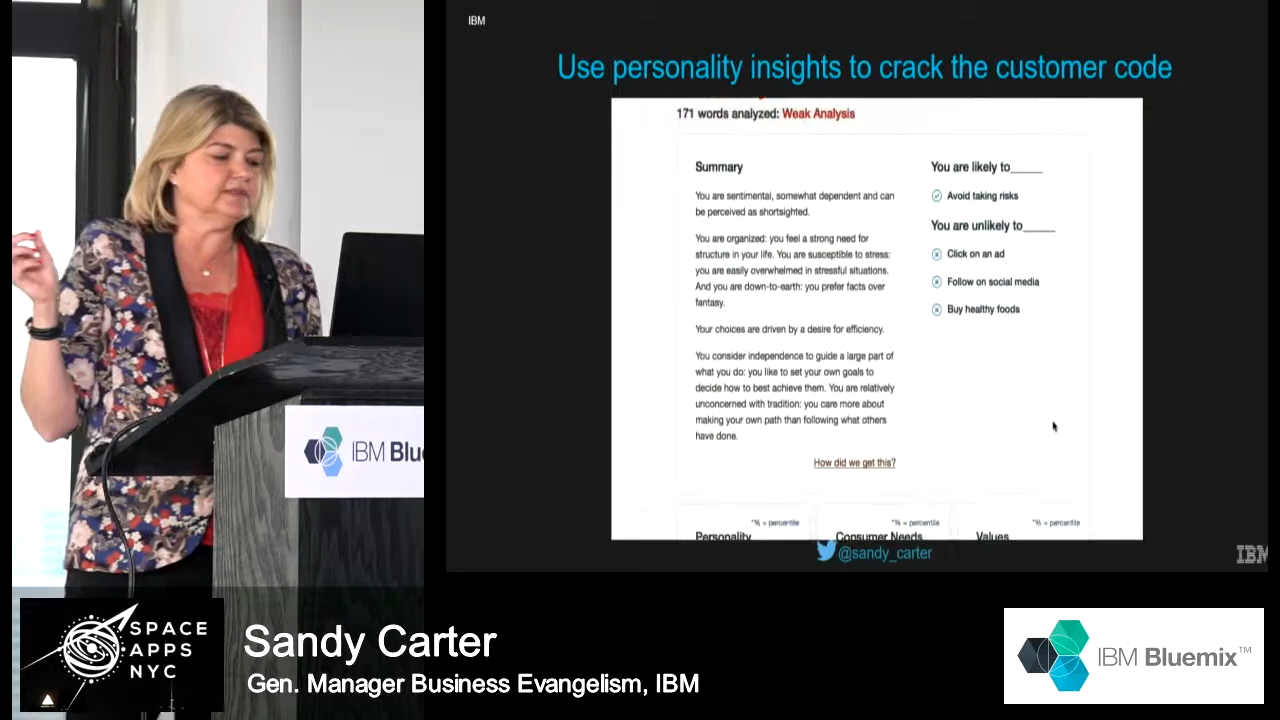 IBM
Use personality insights to crack the customer code
171 words analyzed: Weak Analysis
Summary
You are sentimental, somewhat dependent and can
be perceived as shortsighted.
You are organized: you feel a strong need for
structure in your life. You are susceptible to stress:
you are easily overwhelmed in stressful situations.
And you are down-to-earth: you prefer facts over
fantasy.
Your choices are driven by a desire for efficiency.
You consider independence to guide a large part of
what you do: you like to set your own goals to
decide how to best achieve them. You are relatively
unconcerned with tradition: you care more about
making your own path than following what others
have done.
How did we get this?
You are likely to_____
Avoid taking risks
You are unlikely to_____
Click on an ad
Follow on social media
Buy healthy foods
*% = percentile
Personality
*% = percentile
Consumer Needs
*% = percentile
Values
@sandy_carter
IBM
IBM Blu
SPACE
APPS
NYC
Sandy Carter
Gen. Manager Business Evangelism, IBM
IBM Bluemix™